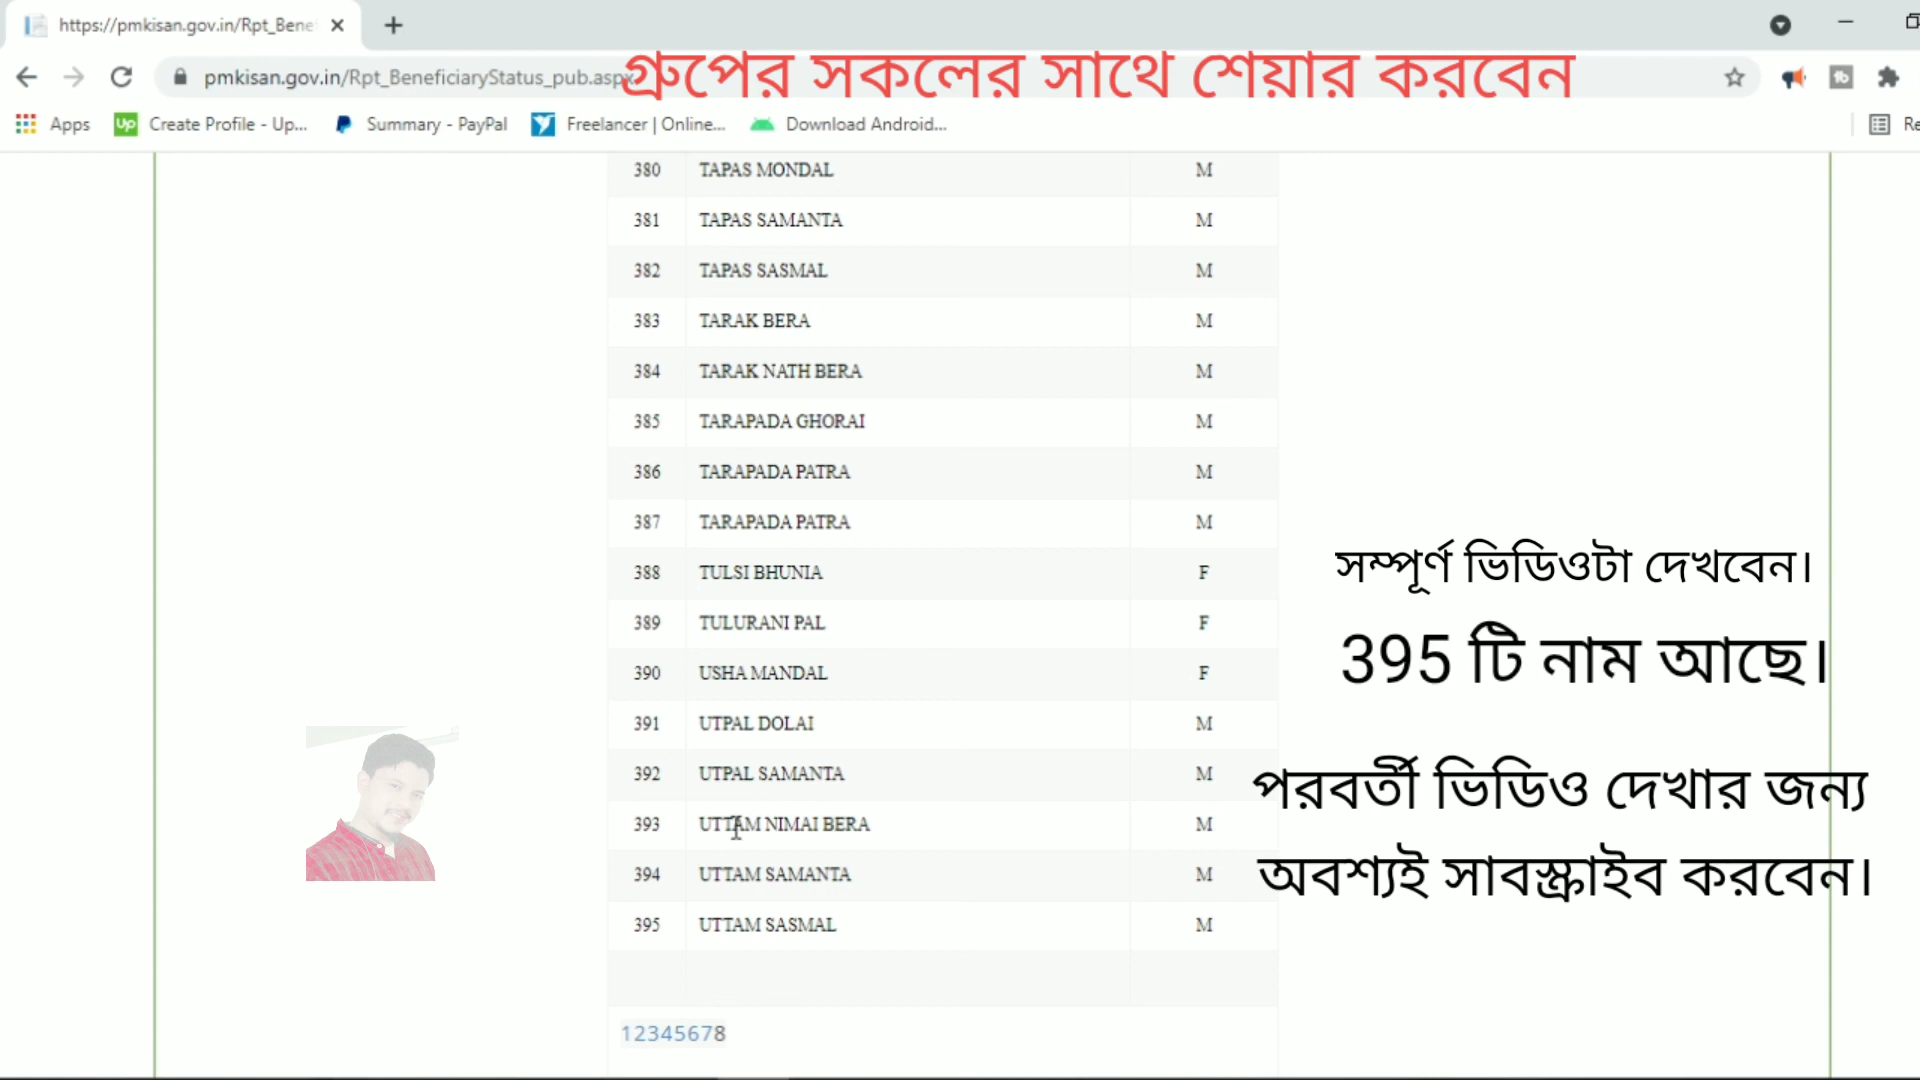 https://pmkisan.gov.in/Rpt_Bene
pmkisan.gov.in/Rpt_BeneficiaryStatus_pub.aspx
গ্রুপের সকলের সাথে শেয়ার করবেন
Apps Create Profile - Up... Summary - PayPal Freelancer | Online... Download Android... Re
380 TAPAS MONDAL M
381 TAPAS SAMANTA M
382 TAPAS SASMAL M
383 TARAK BERA M
384 TARAK NATH BERA M
385 TARAPADA GHORAI M
386 TARAPADA PATRA M
387 TARAPADA PATRA M
388 TULSI BHUNIA F
389 TULURANI PAL F
390 USHA MANDAL F
391 UTPAL DOLAI M
392 UTPAL SAMANTA M
393 UTTAM NIMAI BERA M
394 UTTAM SAMANTA M
395 UTTAM SASMAL M
12345678
সম্পূর্ণ ভিডিওটা দেখবেন।
395 টি নাম আছে।
পরবর্তী ভিডিও দেখার জন্য
অবশ্যই সাবস্ক্রাইব করবেন।